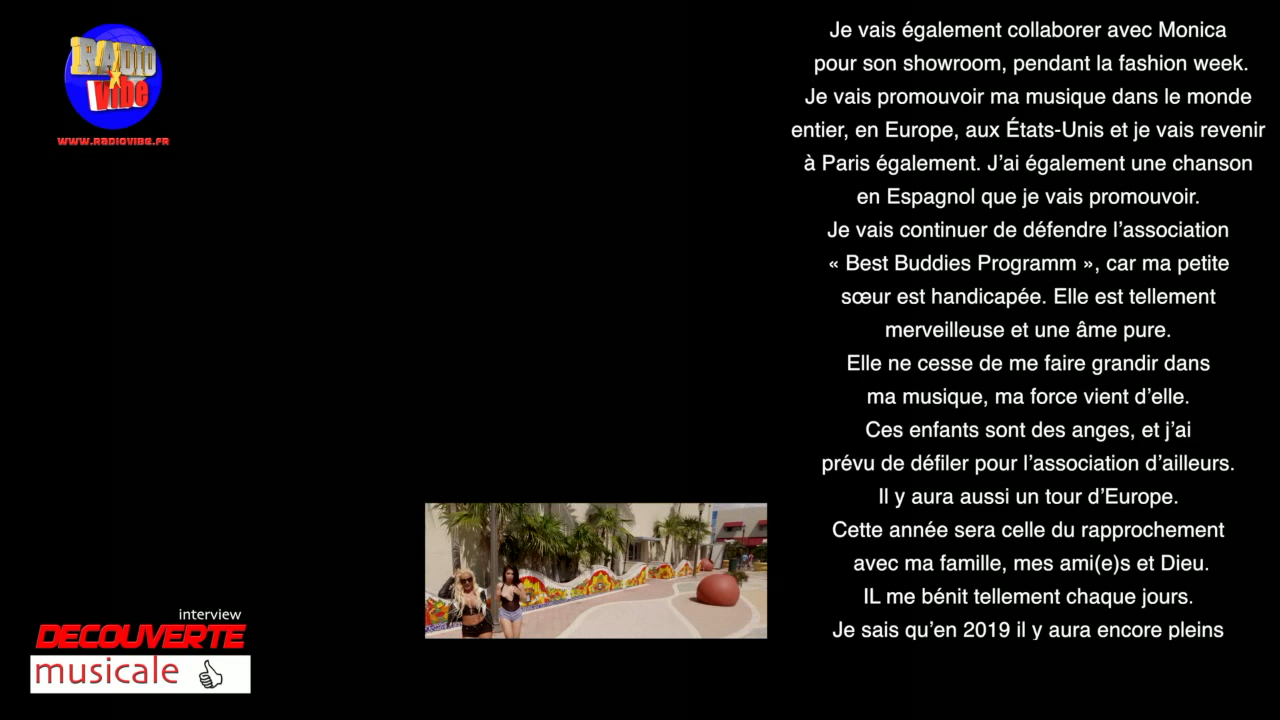 RADIO
VIBE
WWW.RADIOVIBE.FR
Je vais également collaborer avec Monica
pour son showroom, pendant la fashion week.
Je vais promouvoir ma musique dans le monde
entier, en Europe, aux États-Unis et je vais revenir
à Paris également. J’ai également une chanson
en Espagnol que je vais promouvoir.
Je vais continuer de défendre l’association
« Best Buddies Programm », car ma petite
sœur est handicapée. Elle est tellement
merveilleuse et une âme pure.
Elle ne cesse de me faire grandir dans
ma musique, ma force vient d’elle.
Ces enfants sont des anges, et j’ai
prévu de défiler pour l’association d’ailleurs.
Il y aura aussi un tour d’Europe.
Cette année sera celle du rapprochement
avec ma famille, mes ami(e)s et Dieu.
IL me bénit tellement chaque jours.
Je sais qu’en 2019 il y aura encore pleins
interview
DECOUVERTE
musicale